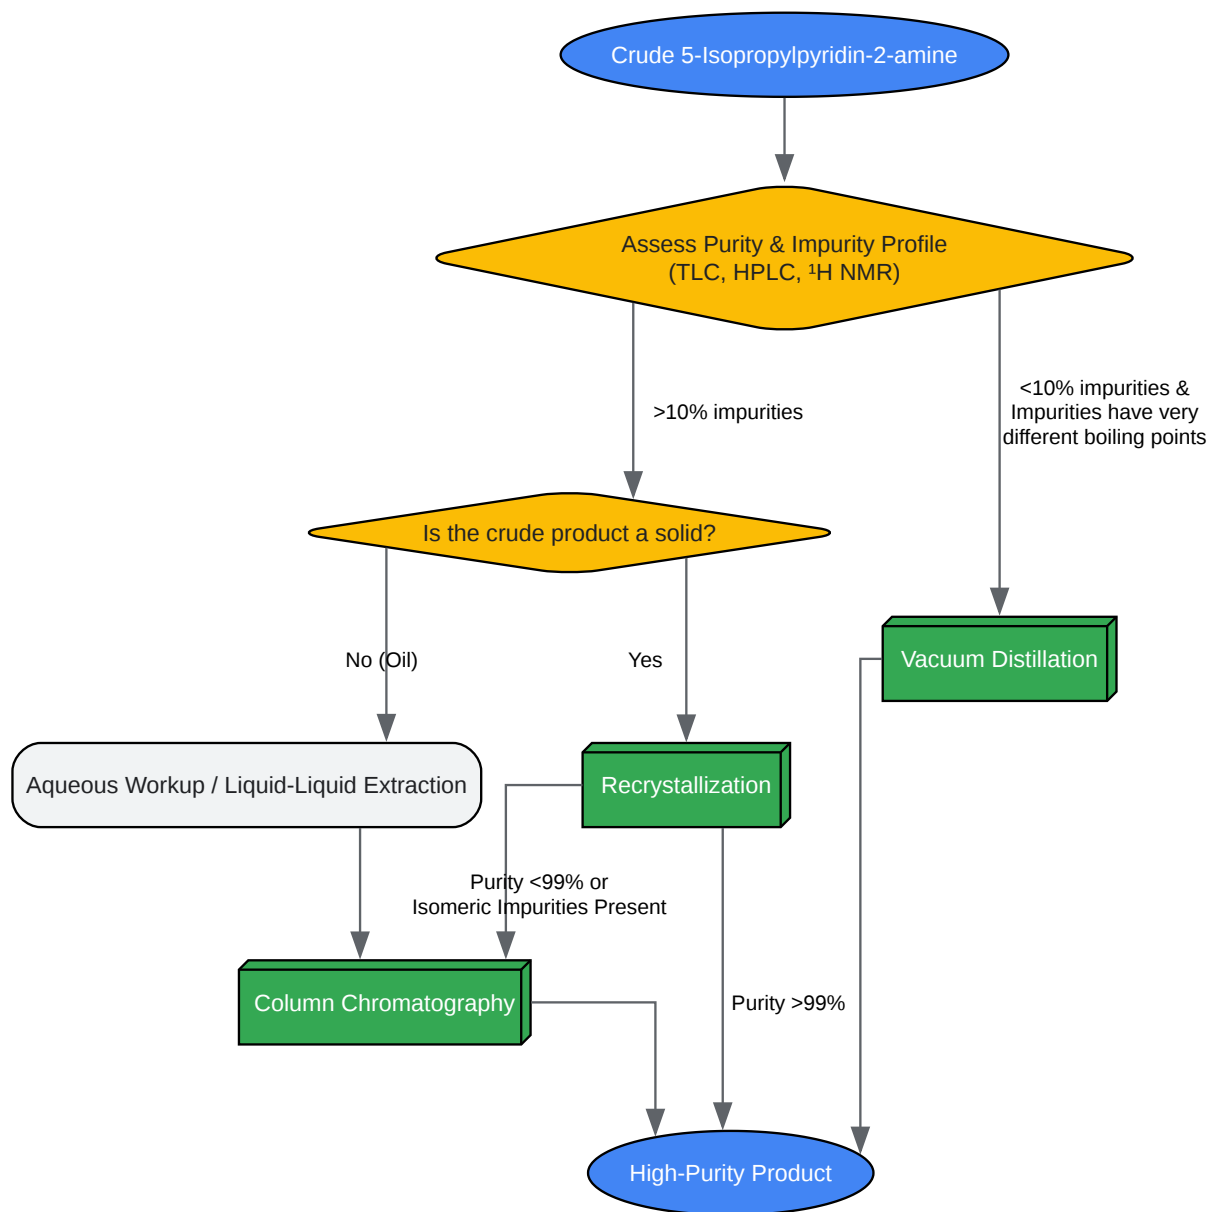 Crude 5-Isopropylpyridin-2-amine
Assess Purity & Impurity Profile
(TLC, HPLC, ¹H NMR)
>10% impurities
<10% impurities &
Impurities have very
different boiling points
Is the crude product a solid?
No (Oil)
Yes
Vacuum Distillation
Aqueous Workup / Liquid-Liquid Extraction
Recrystallization
Purity <99% or
Isomeric Impurities Present
Column Chromatography
Purity >99%
High-Purity Product